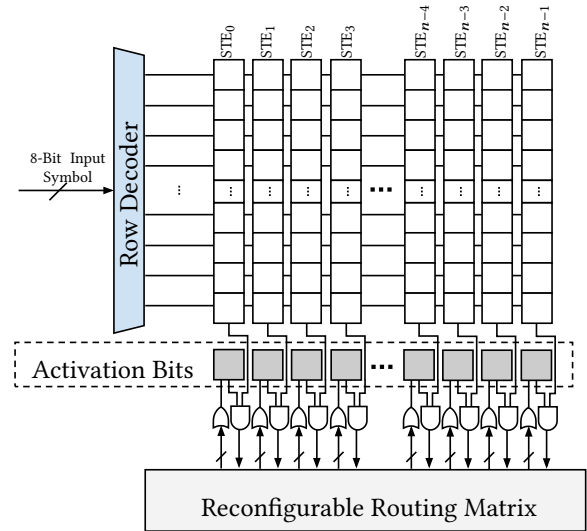 STE0 STE1 STE2 STE3 STEn−4 STEn−3 STEn−2 STEn−1
8-Bit Input
Symbol
Row Decoder
...
... ... ... ... ... ... ... ... ...
Activation Bits ...
Reconfigurable Routing Matrix